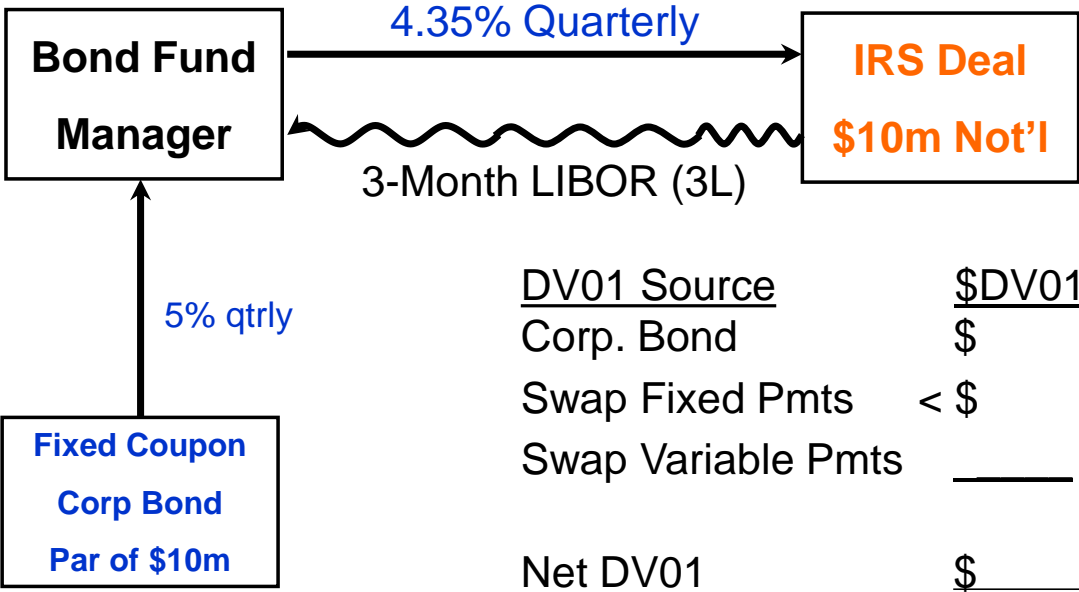 4.35% Quarterly
Bond Fund
Manager
IRS Deal
$10m Not'l
3-Month LIBOR (3L)
5% qtrly
DV01 Source $DV01
Corp. Bond $
Swap Fixed Pmts < $
Swap Variable Pmts ______
Net DV01 $
Fixed Coupon
Corp Bond
Par of $10m